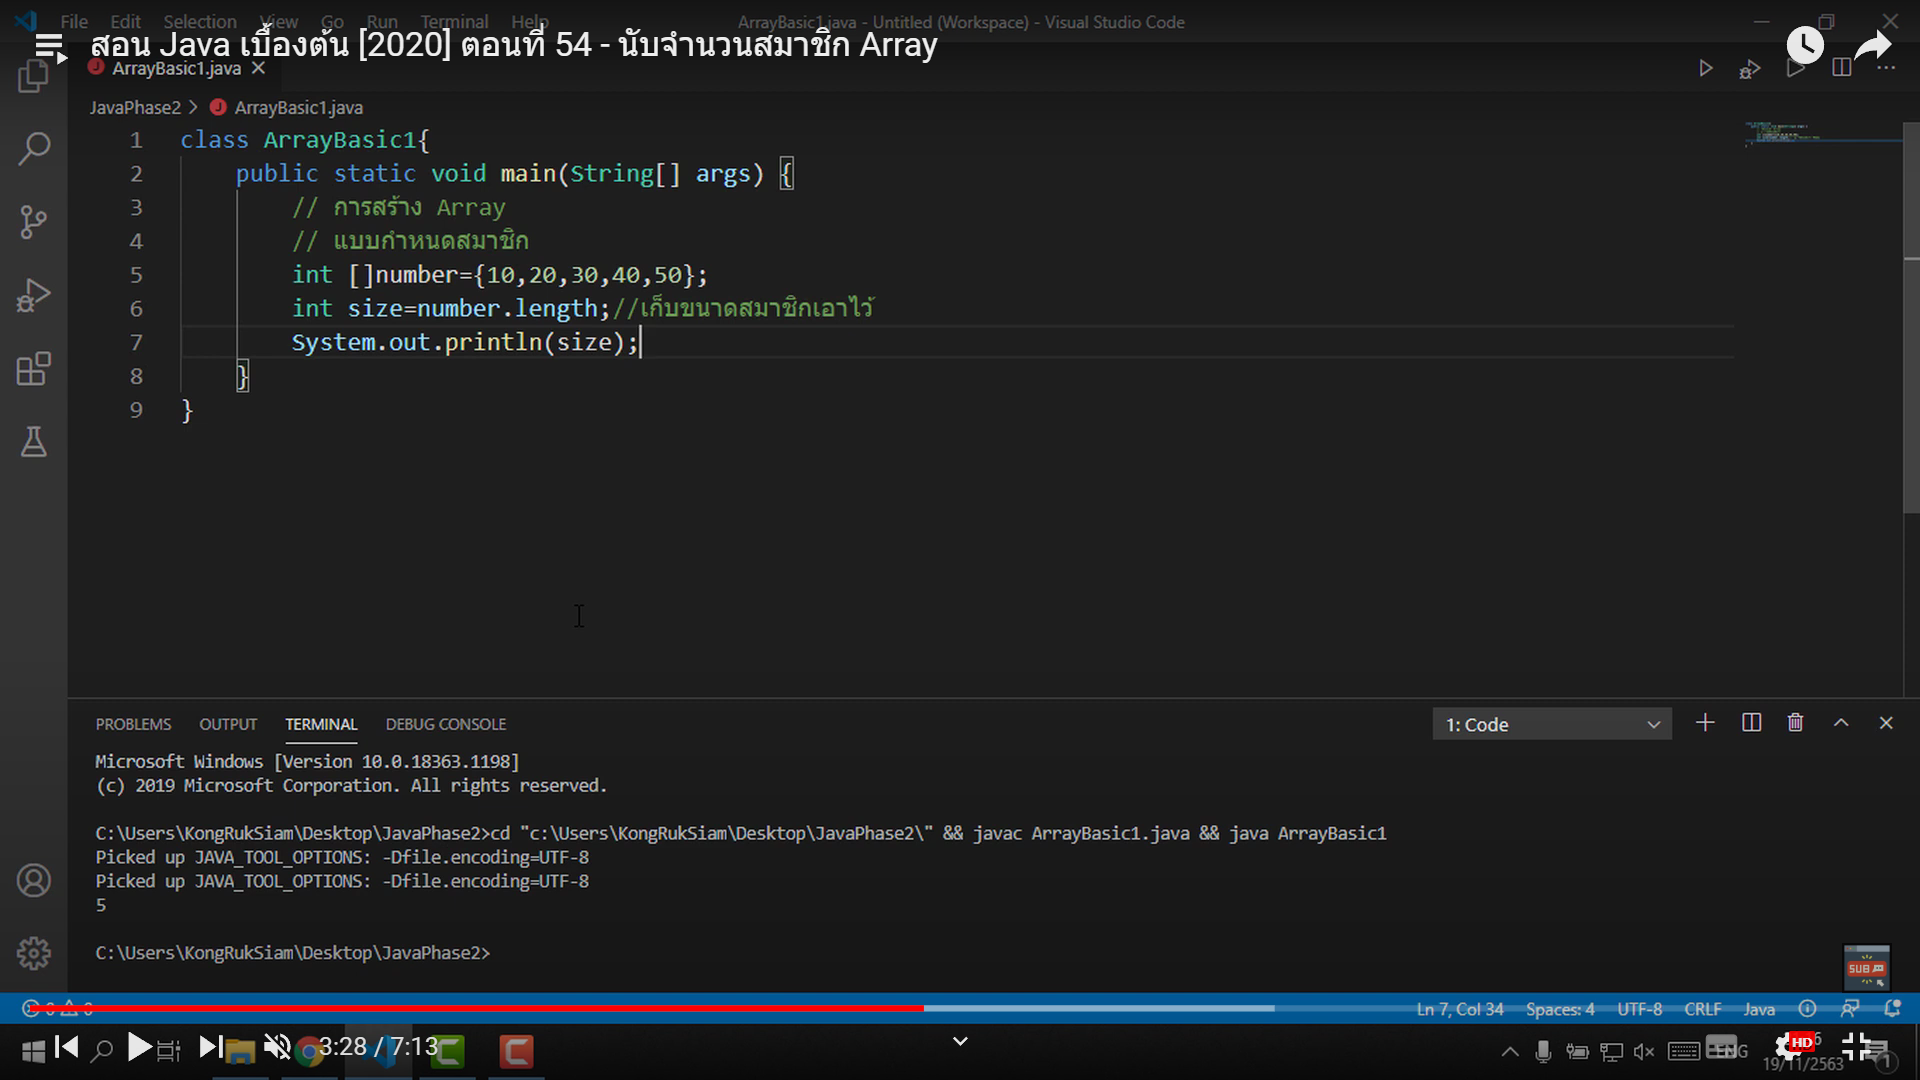 File Edit Selection View Go Run Terminal Help ArrayBasic1.java - Untitled (Workspace) - Visual Studio Code
สอน Java เบื้องต้น [2020] ตอนที่ 54 - นับจำนวนสมาชิก Array
ArrayBasic1.java
JavaPhase2 > ArrayBasic1.java
1 class ArrayBasic1{
2 public static void main(String[] args) {
3 // การสร้าง Array
4 // แบบกำหนดสมาชิก
5 int []number={10,20,30,40,50};
6 int size=number.length;//เก็บขนาดสมาชิกเอาไว้
7 System.out.println(size);
8 }
9 }
PROBLEMS OUTPUT TERMINAL DEBUG CONSOLE 1: Code
Microsoft Windows [Version 10.0.18363.1198]
(c) 2019 Microsoft Corporation. All rights reserved.
C:\Users\KongRukSiam\Desktop\JavaPhase2>cd "c:\Users\KongRukSiam\Desktop\JavaPhase2\" && javac ArrayBasic1.java && java ArrayBasic1
Picked up JAVA_TOOL_OPTIONS: -Dfile.encoding=UTF-8
Picked up JAVA_TOOL_OPTIONS: -Dfile.encoding=UTF-8
5
C:\Users\KongRukSiam\Desktop\JavaPhase2>
SUB
Ln 7, Col 34 Spaces: 4 UTF-8 CRLF Java
3:28 / 7:13 ENG HD
19/11/2563 1